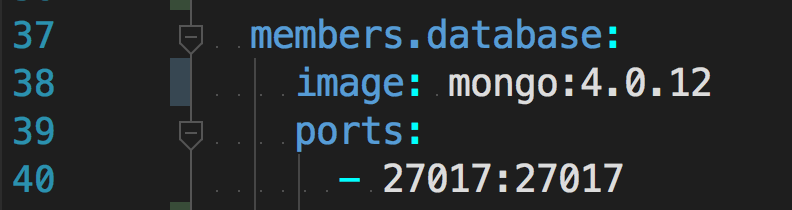 37 members.database:
38 image: mongo:4.0.12
39 ports:
40 - 27017:27017